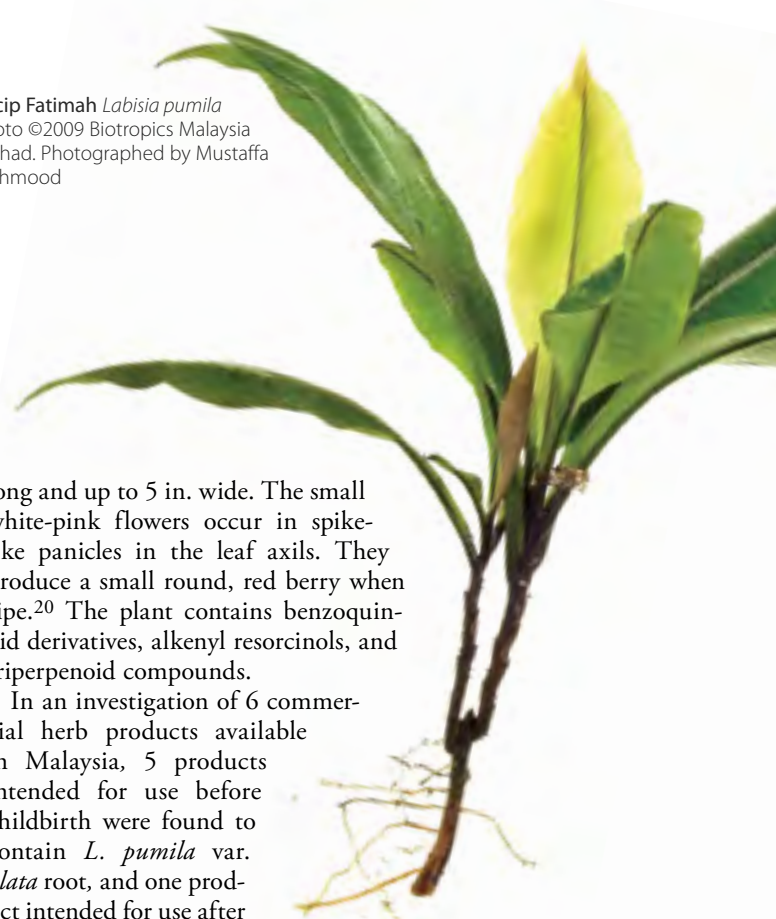 cip Fatimah Labisia pumila
oto ©2009 Biotropics Malaysia
had. Photographed by Mustaffa
hmood
ong and up to 5 in. wide. The small
white-pink flowers occur in spike-
ke panicles in the leaf axils. They
roduce a small round, red berry when
ipe.20 The plant contains benzoquin-
id derivatives, alkenyl resorcinols, and
riperpenoid compounds.
In an investigation of 6 commer-
ial herb products available
n Malaysia, 5 products
ntended for use before
hildbirth were found to
ontain L. pumila var.
lata root, and one prod-
ct intended for use after